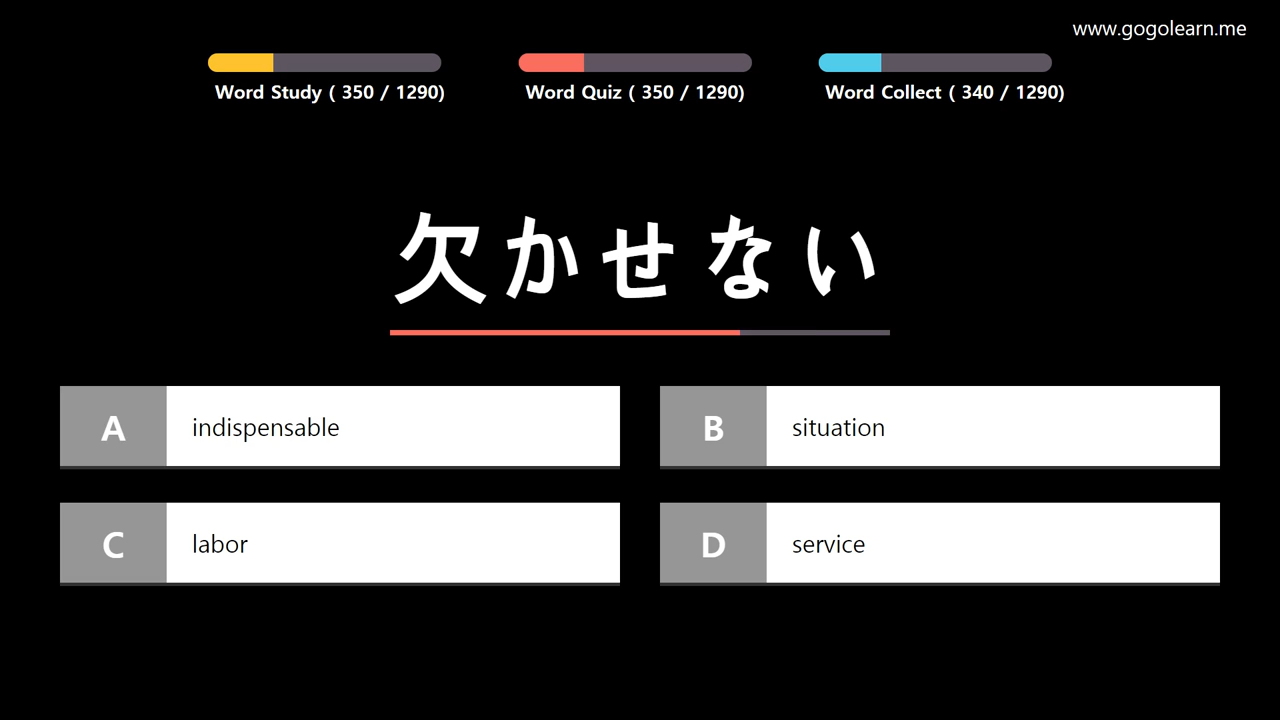 www.gogolearn.me
Word Study ( 350 / 1290)
Word Quiz ( 350 / 1290)
Word Collect ( 340 / 1290)
欠かせない
A indispensable
B situation
C labor
D service